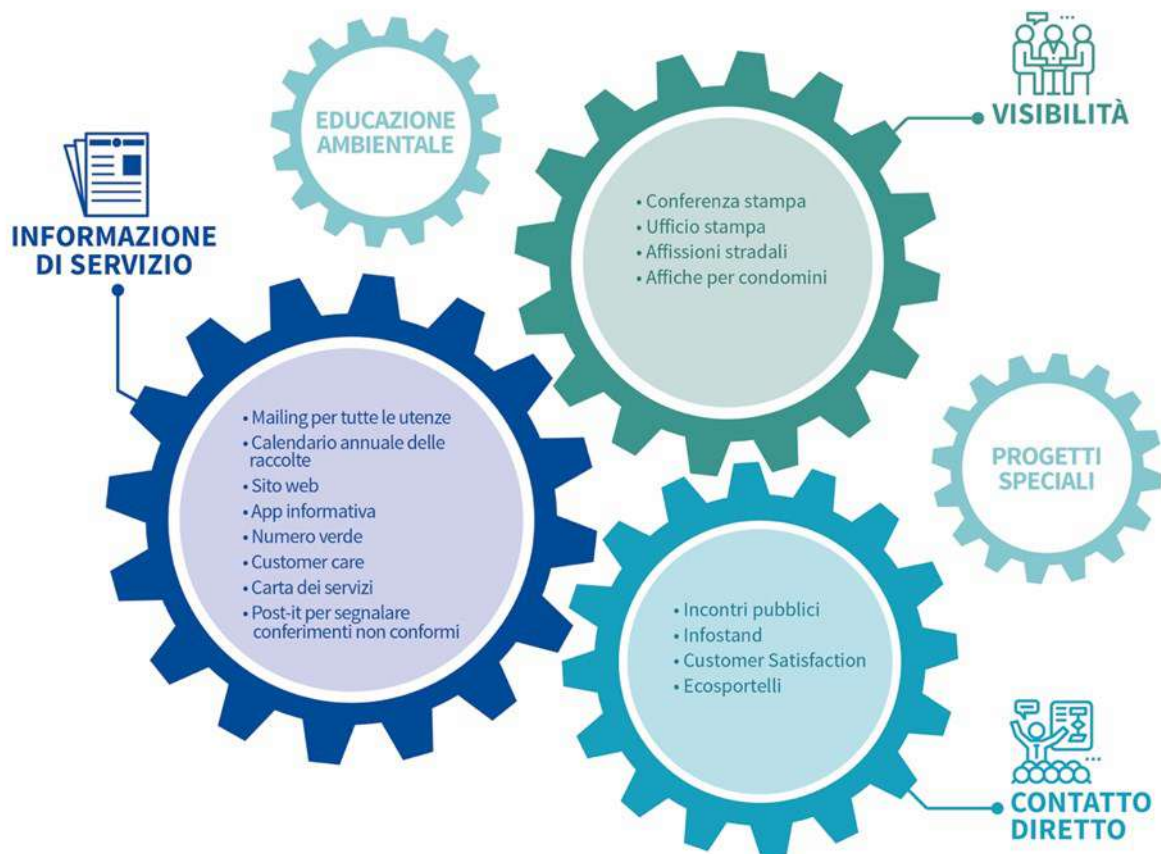 EDUCAZIONE
AMBIENTALE
VISIBILITÀ
INFORMAZIONE
DI SERVIZIO
• Conferenza stampa
• Ufficio stampa
• Affissioni stradali
• Affiche per condomini
• Mailing per tutte le utenze
• Calendario annuale delle
raccolte
• Sito web
• App informativa
• Numero verde
• Customer care
• Carta dei servizi
• Post-it per segnalare
conferimenti non conformi
PROGETTI
SPECIALI
• Incontri pubblici
• Infostand
• Customer Satisfaction
• Ecosportelli
CONTATTO
DIRETTO